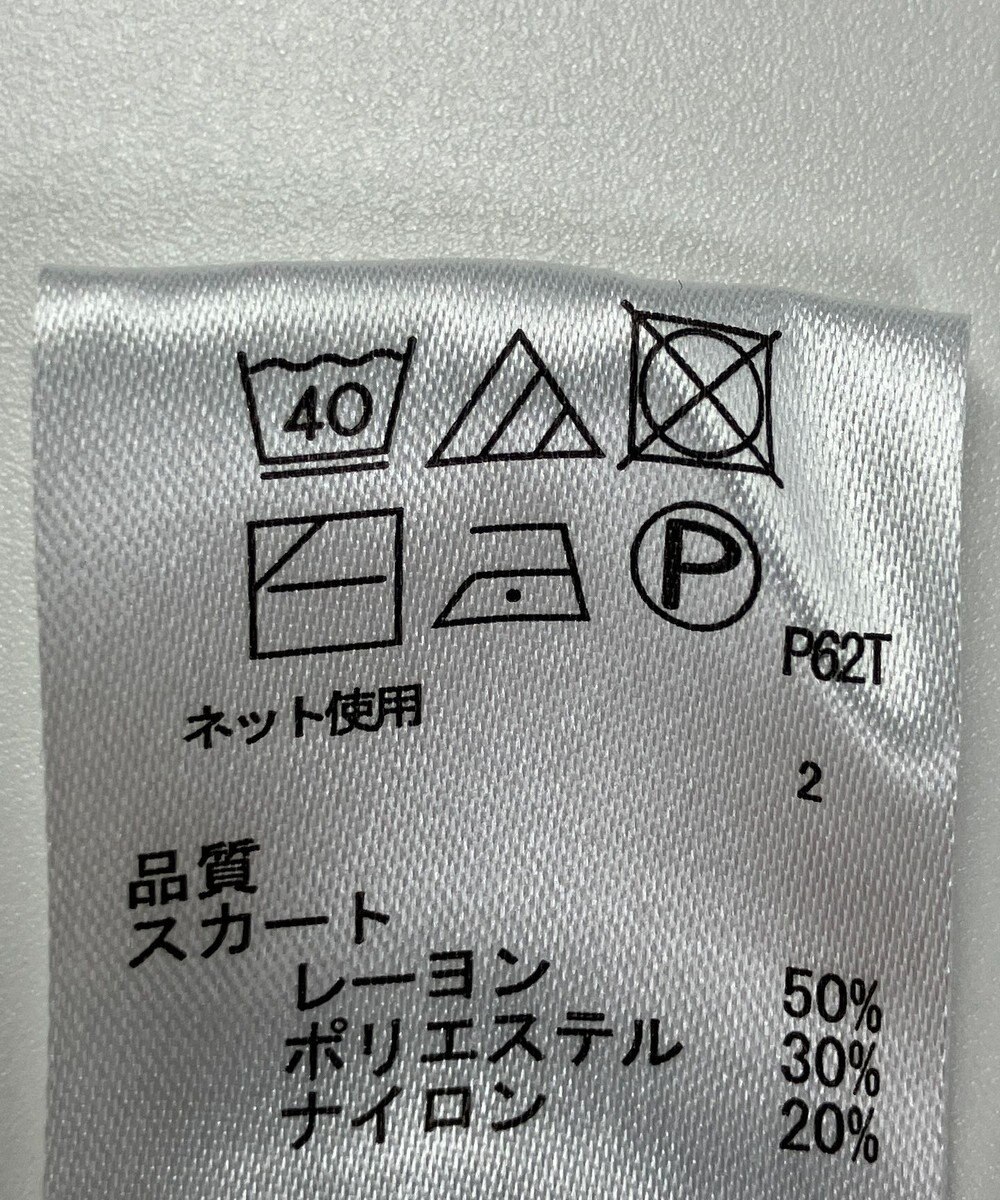 40
P
P62T
ネット使用
2
品質
スカート
レーヨン 50%
ポリエステル 30%
ナイロン 20%